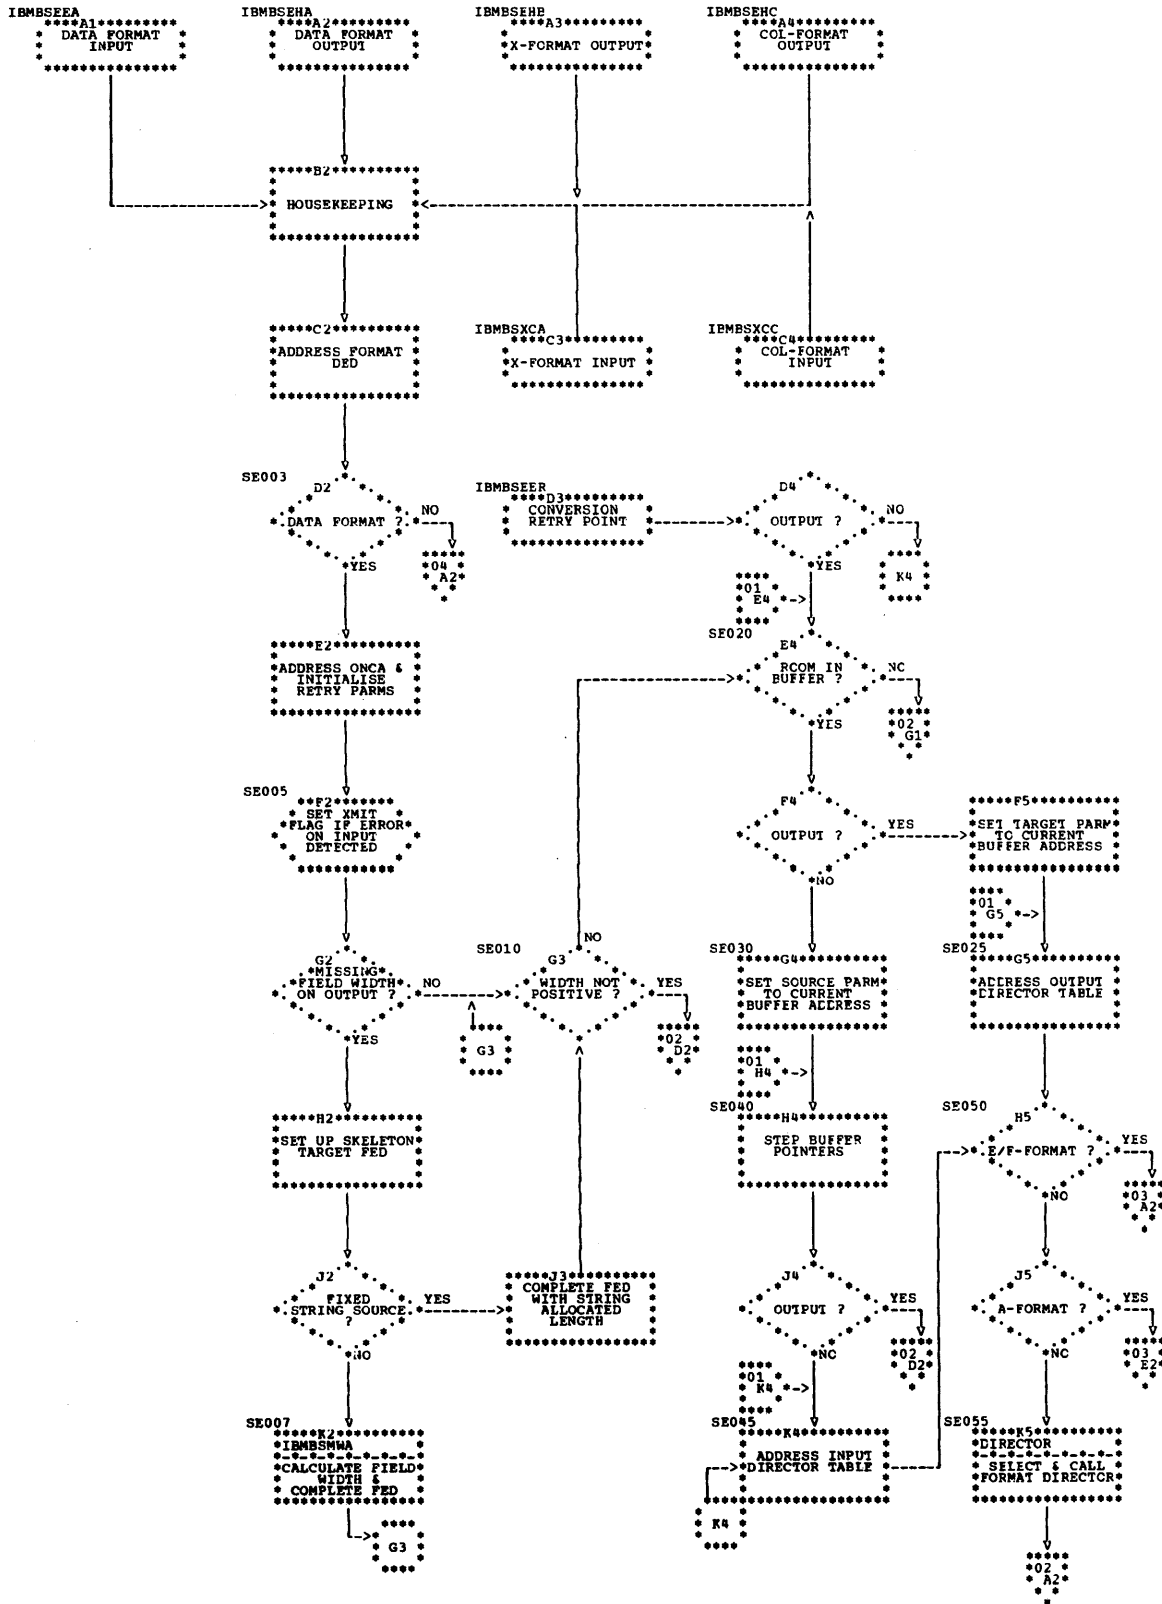 IBMBSEEA
A1
DATA FORMAT
INPUT
IBMBSEHA
A2
DATA FORMAT
OUTPUT
IBMBSEHB
A3
X-FORMAT OUTPUT
IBMBSEHC
A4
COL-FORMAT
OUTPUT
B2
HOUSEKEEPING
C2
ADDRESS FORMAT
DED
IBMBSXCA
C3
X-FORMAT INPUT
IBMBSXCC
C4
COL-FORMAT
INPUT
SE003
D2
DATA FORMAT ?
NO
YES
04
A2
IBMBSEER
D3
CONVERSION
RETRY POINT
D4
OUTPUT ?
NO
YES
K4
01
E4
E2
ADDRESS ONCA &
INITIALISE
RETRY PARMS
SE020
E4
RCOM IN
BUFFER ?
NC
YES
02
G1
SE005
F2
SET XMIT
FLAG IF ERROR
ON INPUT
DETECTED
F4
OUTPUT ?
YES
NO
F5
SET TARGET PARM
TO CURRENT
BUFFER ADDRESS
01
G5
G2
MISSING
FIELD WIDTH
ON OUTPUT ?
NO
YES
G3
SE010
NO
G3
WIDTH NOT
POSITIVE ?
YES
02
D2
SE030
G4
SET SOURCE PARM
TO CURRENT
BUFFER ADDRESS
SE025
G5
ADDRESS OUTPUT
DIRECTOR TABLE
01
H4
H2
SET UP SKELETON
TARGET FED
SE040
H4
STEP BUFFER
POINTERS
SE050
H5
E/F-FORMAT ?
YES
NO
03
A2
J2
FIXED
STRING SOURCE
?
YES
NO
J3
COMPLETE FED
WITH STRING
ALLOCATED
LENGTH
J4
OUTPUT ?
YES
NC
02
D2
J5
A-FORMAT ?
YES
NC
03
E2
01
K4
SE007
K2
IBMBSMWA
CALCULATE FIELD
WIDTH &
COMPLETE FED
G3
SE045
K4
ADDRESS INPUT
DIRECTOR TABLE
K4
SE055
K5
DIRECTOR
SELECT & CALL
FORMAT DIRECTCR
02
A2